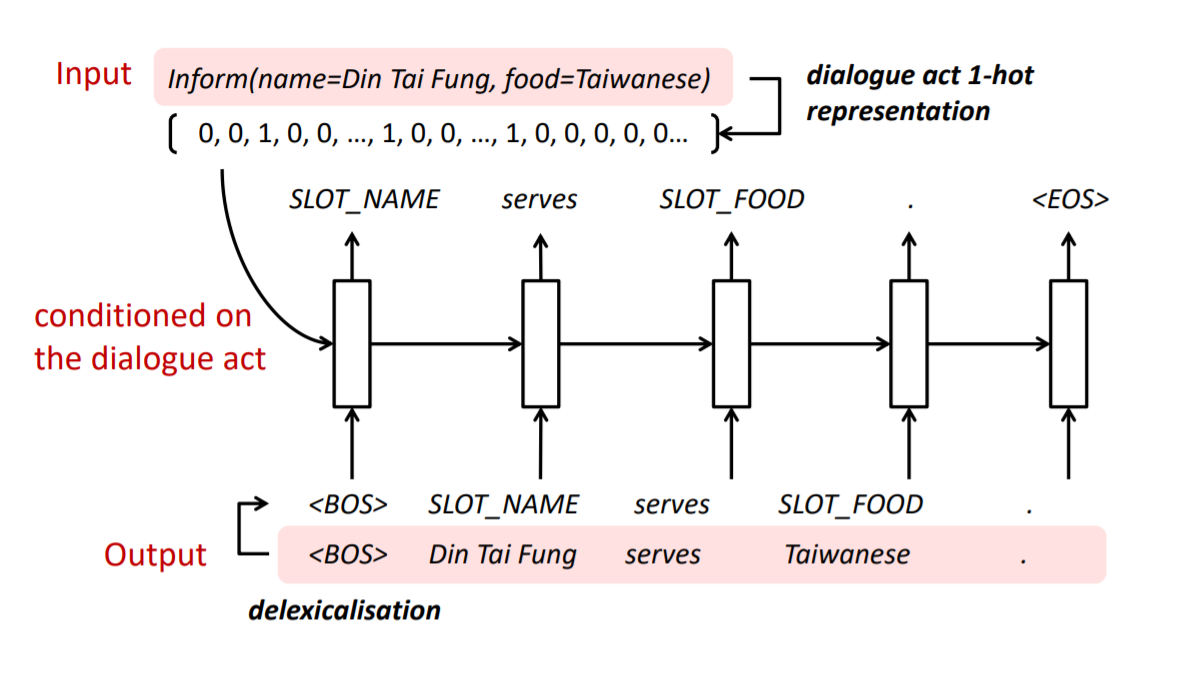 Input Inform(name=Din Tai Fung, food=Taiwanese)
dialogue act 1-hot
representation
[ 0, 0, 1, 0, 0, ..., 1, 0, 0, ..., 1, 0, 0, 0, 0, 0... ]
SLOT_NAME serves SLOT_FOOD . <EOS>
conditioned on
the dialogue act
<BOS> SLOT_NAME serves SLOT_FOOD .
Output <BOS> Din Tai Fung serves Taiwanese .
delexicalisation